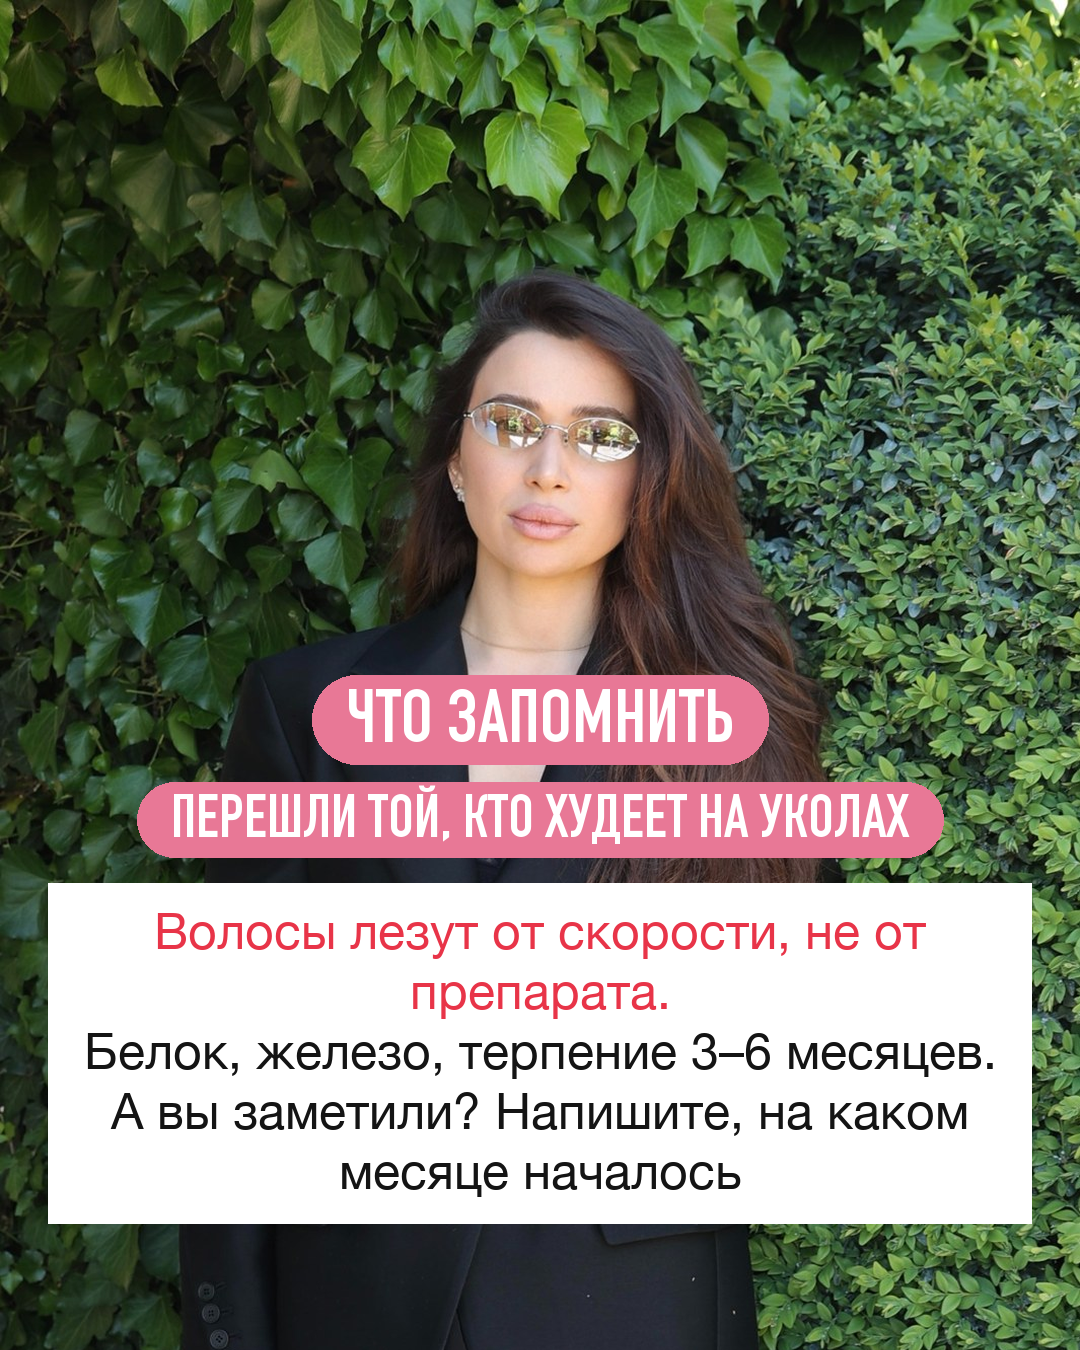 ЧТО ЗАПОМНИТЬ
ПЕРЕШЛИ ТОЙ, КТО ХУДЕЕТ НА УКОЛАХ
Волосы лезут от скорости, не от
препарата.
Белок, железо, терпение 3–6 месяцев.
А вы заметили? Напишите, на каком
месяце началось